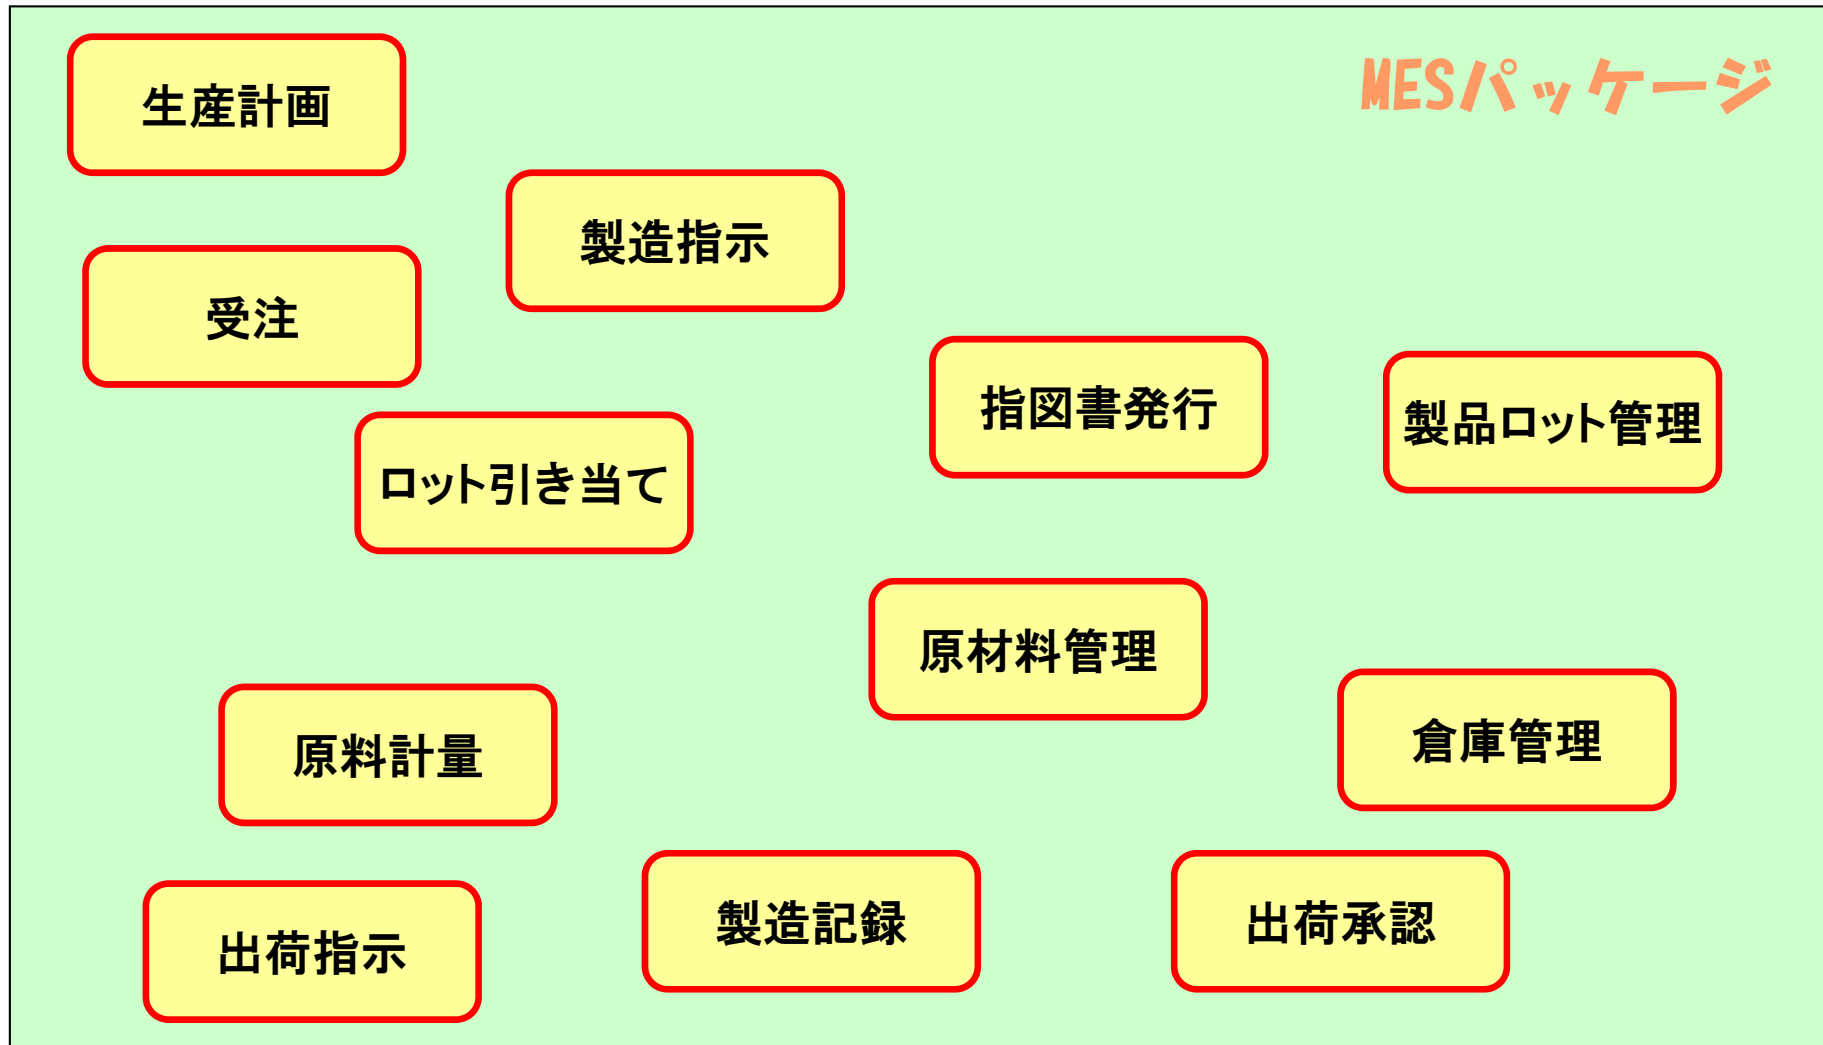 MESパッケージ
生産計画
製造指示
受注
指図書発行
製品ロット管理
ロット引き当て
原材料管理
原料計量
倉庫管理
出荷指示
製造記録
出荷承認